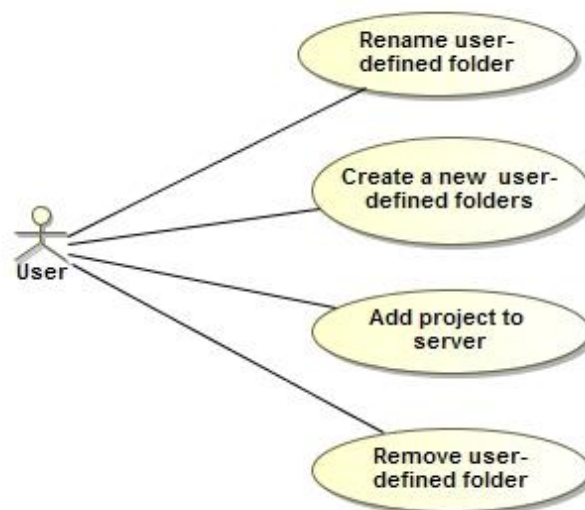 Rename user-
defined folder
Create a new user-
defined folders
User
Add project to
server
Remove user-
defined folder